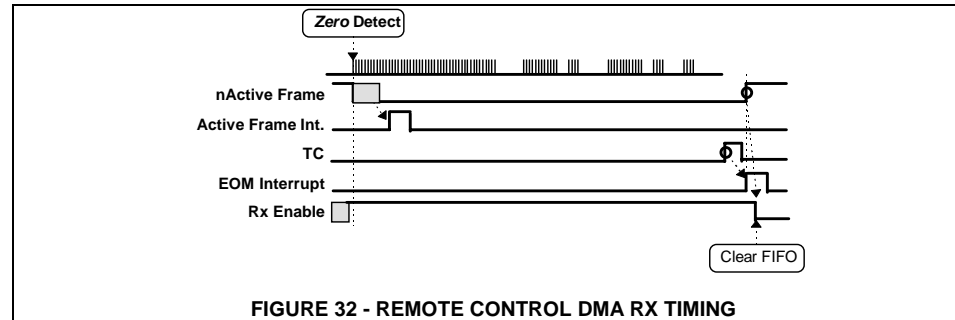 Zero Detect
nActive Frame
Active Frame Int.
TC
EOM Interrupt
Rx Enable
Clear FIFO
FIGURE 32 - REMOTE CONTROL DMA RX TIMING